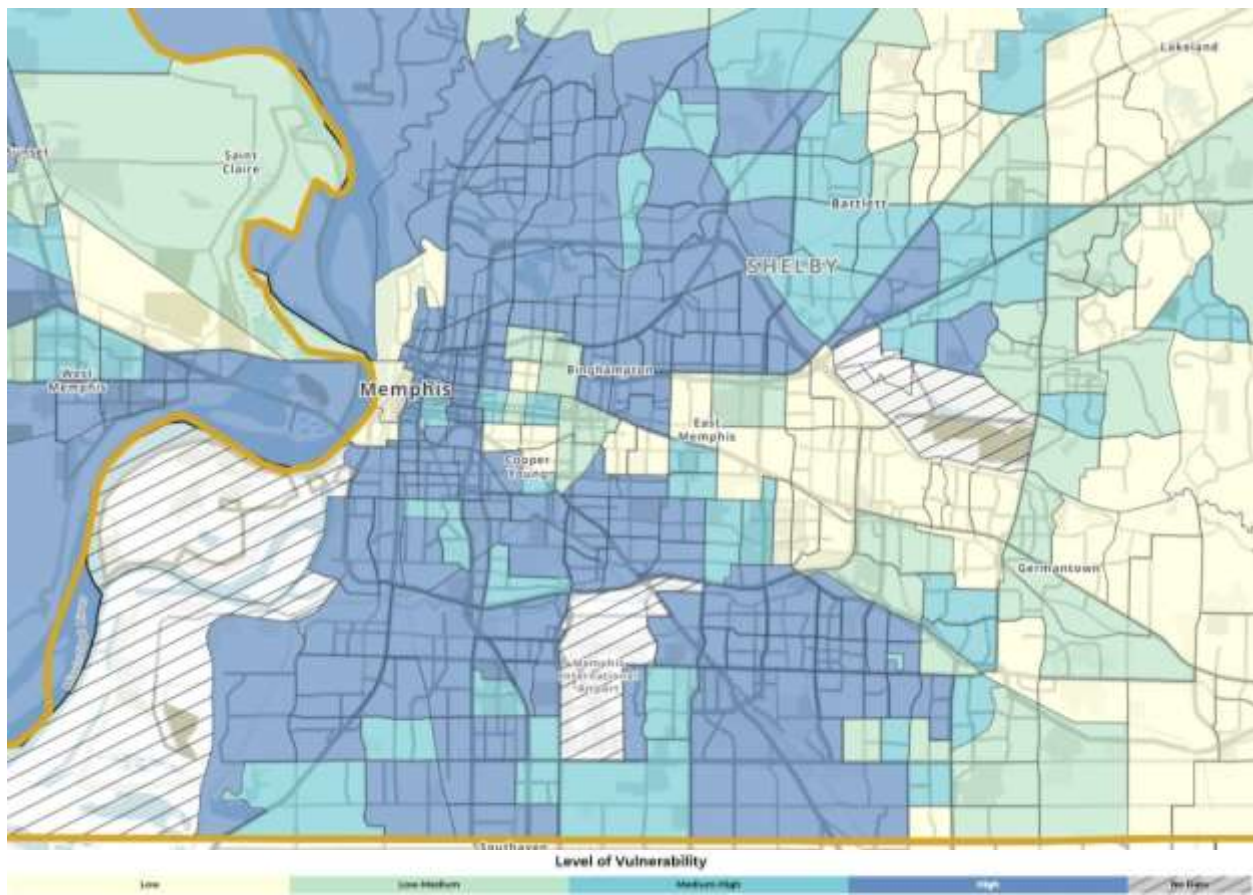 Lakeland
Saint
Claire
Bartlett
SHELBY
West
Memphis
Memphis
Binghampton
East
Memphis
Cooper
Young
Germantown
Memphis
International
Airport
Southaven
Level of Vulnerability
Low
Low-Medium
Medium-High
High
No Data